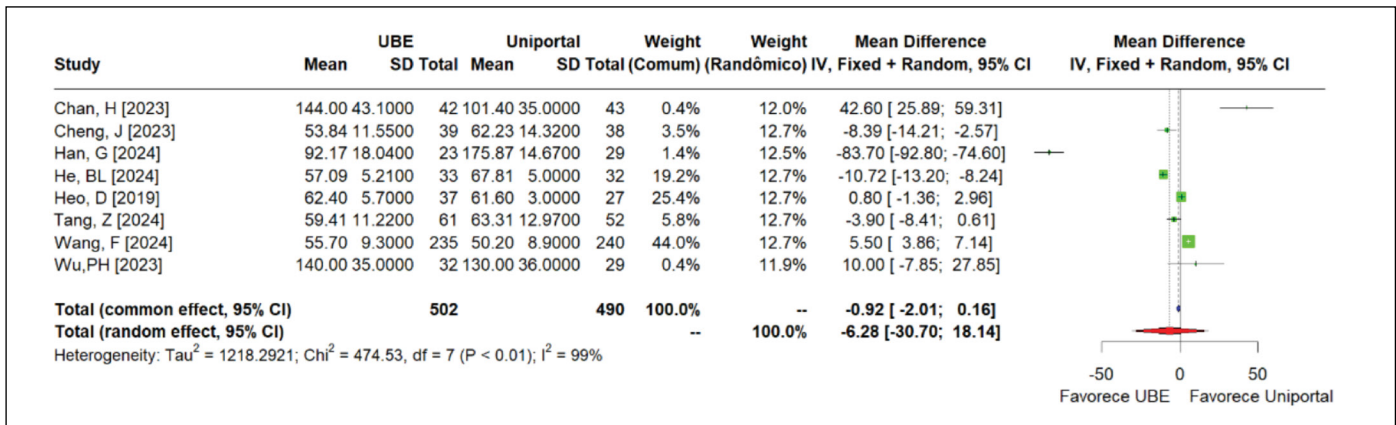 UBE Uniportal Weight Weight Mean Difference Mean Difference
Study Mean SD Total Mean SD Total (Comum) (Randômico) IV, Fixed + Random, 95% CI IV, Fixed + Random, 95% CI
Chan, H [2023] 144.00 43.1000 42 101.40 35.0000 43 0.4% 12.0% 42.60 [ 25.89; 59.31]
Cheng, J [2023] 53.84 11.5500 39 62.23 14.3200 38 3.5% 12.7% -8.39 [-14.21; -2.57]
Han, G [2024] 92.17 18.0400 23 175.87 14.6700 29 1.4% 12.5% -83.70 [-92.80; -74.60]
He, BL [2024] 57.09 5.2100 33 67.81 5.0000 32 19.2% 12.7% -10.72 [-13.20; -8.24]
Heo, D [2019] 62.40 5.7000 37 61.60 3.0000 27 25.4% 12.7% 0.80 [ -1.36; 2.96]
Tang, Z [2024] 59.41 11.2200 61 63.31 12.9700 52 5.8% 12.7% -3.90 [ -8.41; 0.61]
Wang, F [2024] 55.70 9.3000 235 50.20 8.9000 240 44.0% 12.7% 5.50 [ 3.86; 7.14]
Wu,PH [2023] 140.00 35.0000 32 130.00 36.0000 29 0.4% 11.9% 10.00 [ -7.85; 27.85]
Total (common effect, 95% CI) 502 490 100.0% -- -0.92 [ -2.01; 0.16]
Total (random effect, 95% CI) -- 100.0% -6.28 [-30.70; 18.14]
Heterogeneity: Tau² = 1218.2921; Chi² = 474.53, df = 7 (P < 0.01); I² = 99%
-50 0 50
Favorece UBE Favorece Uniportal